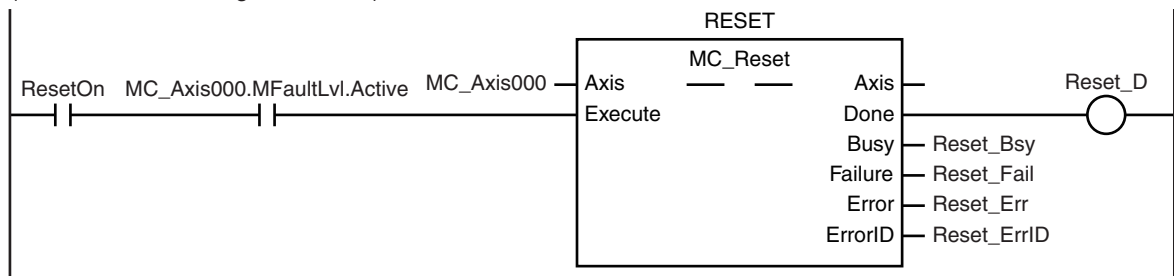 RESET
MC_Reset
ResetOn MC_Axis000.MFaultLvl.Active MC_Axis000 Axis Axis Reset_D
Execute Done
Busy Reset_Bsy
Failure Reset_Fail
Error Reset_Err
ErrorID Reset_ErrID